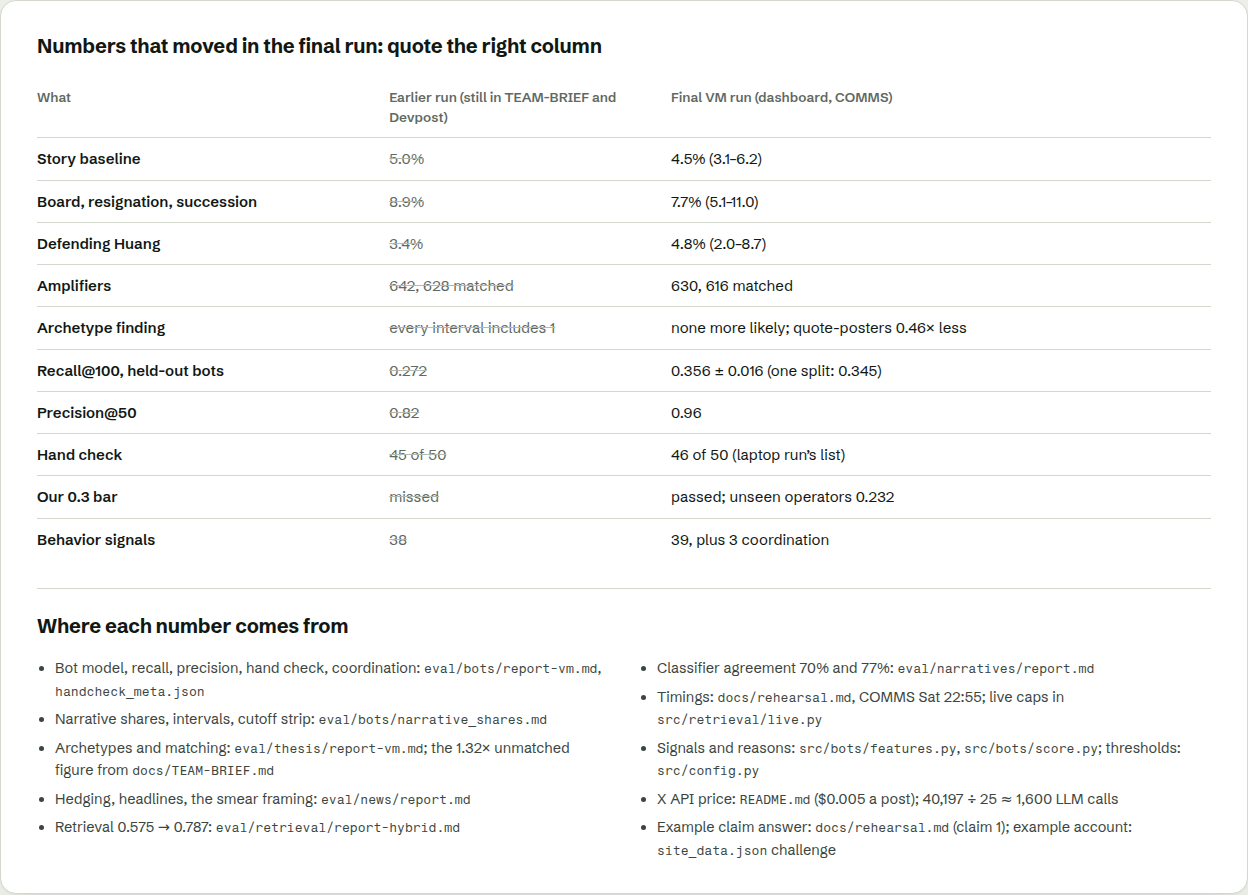 Numbers that moved in the final run: quote the right column
What
Earlier run (still in TEAM-BRIEF and
Devpost)
Final VM run (dashboard, COMMS)
Story baseline
5.0%
4.5% (3.1–6.2)
Board, resignation, succession
8.9%
7.7% (5.1–11.0)
Defending Huang
3.4%
4.8% (2.0–8.7)
Amplifiers
642, 628 matched
630, 616 matched
Archetype finding
every interval includes 1
none more likely; quote-posters 0.46× less
Recall@100, held-out bots
0.272
0.356 ± 0.016 (one split: 0.345)
Precision@50
0.82
0.96
Hand check
45 of 50
46 of 50 (laptop run’s list)
Our 0.3 bar
missed
passed; unseen operators 0.232
Behavior signals
38
39, plus 3 coordination
Where each number comes from
• Bot model, recall, precision, hand check, coordination: eval/bots/report-vm.md,
handcheck_meta.json
• Narrative shares, intervals, cutoff strip: eval/bots/narrative_shares.md
• Archetypes and matching: eval/thesis/report-vm.md; the 1.32× unmatched
figure from docs/TEAM-BRIEF.md
• Hedging, headlines, the smear framing: eval/news/report.md
• Retrieval 0.575 → 0.787: eval/retrieval/report-hybrid.md
• Classifier agreement 70% and 77%: eval/narratives/report.md
• Timings: docs/rehearsal.md, COMMS Sat 22:55; live caps in
src/retrieval/live.py
• Signals and reasons: src/bots/features.py, src/bots/score.py; thresholds:
src/config.py
• X API price: README.md ($0.005 a post); 40,197 ÷ 25 ≈ 1,600 LLM calls
• Example claim answer: docs/rehearsal.md (claim 1); example account:
site_data.json challenge